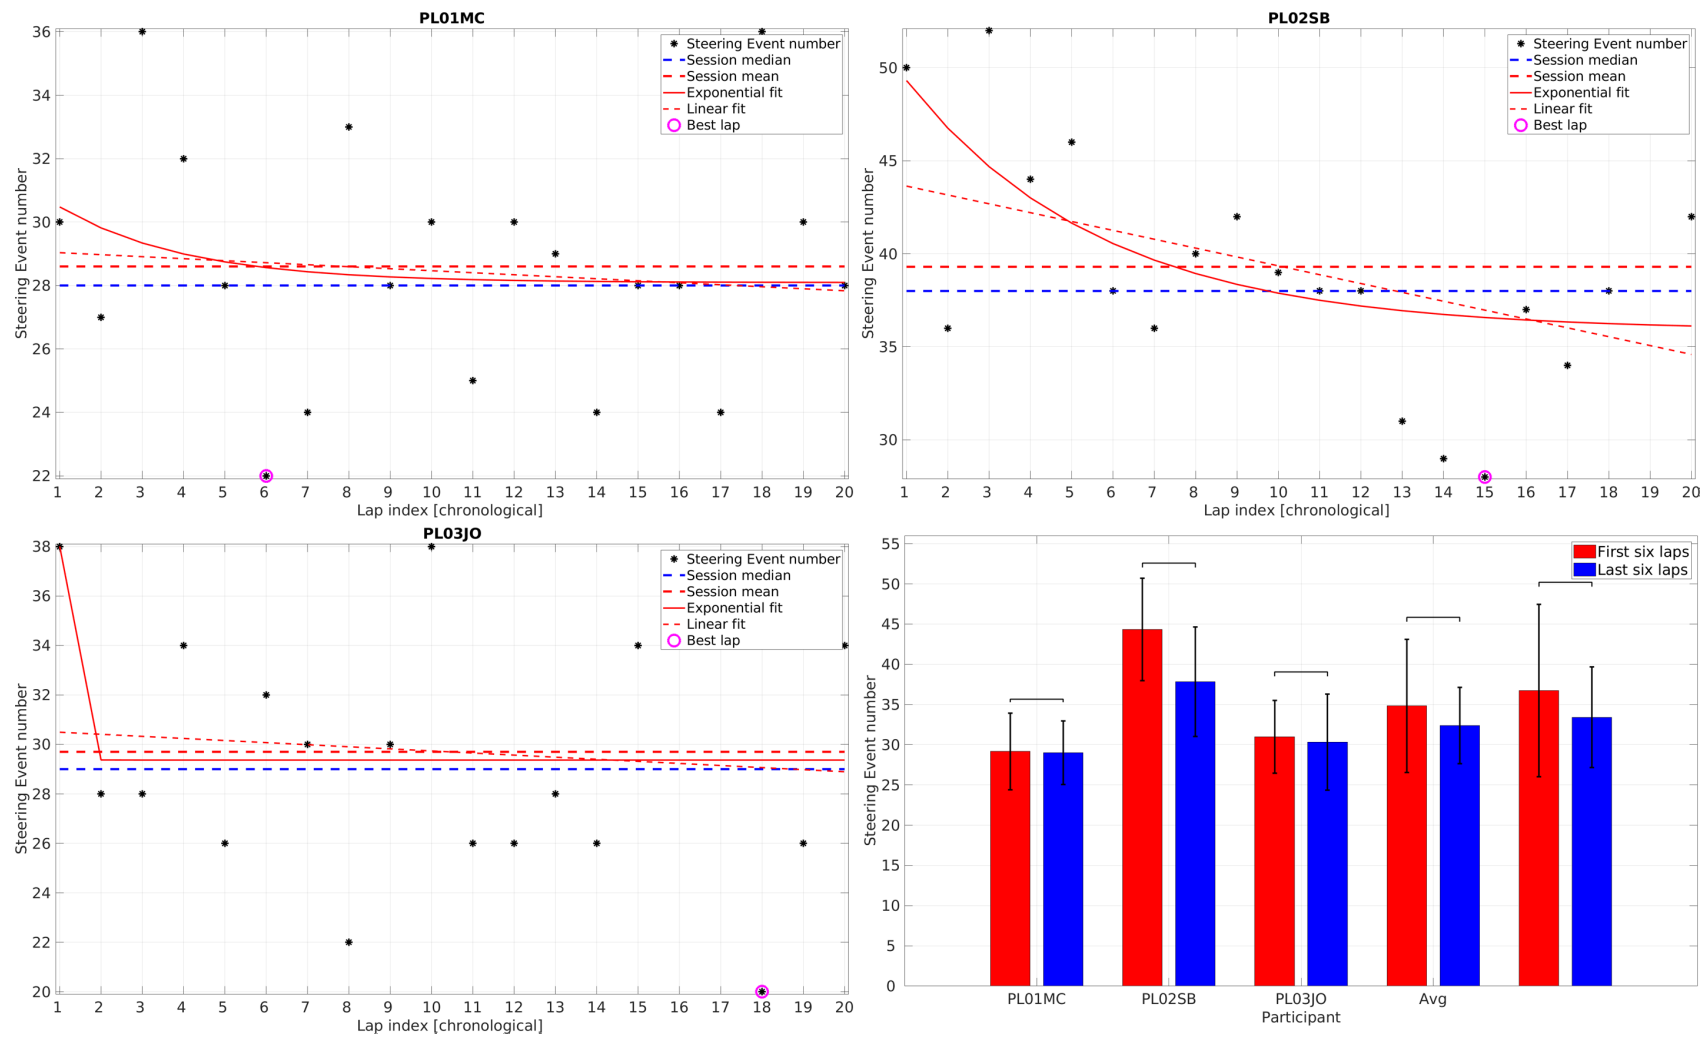 PL01MC
36
34
32
30
28
26
24
22
Steering Event number
Steering Event number
Session median
Session mean
Exponential fit
Linear fit
Best lap
1 2 3 4 5 6 7 8 9 10 11 12 13 14 15 16 17 18 19 20
Lap index [chronological]
PL02SB
50
45
40
35
30
Steering Event number
Steering Event number
Session median
Session mean
Exponential fit
Linear fit
Best lap
1 2 3 4 5 6 7 8 9 10 11 12 13 14 15 16 17 18 19 20
Lap index [chronological]
PL03JO
38
36
34
32
30
28
26
24
22
20
Steering Event number
Steering Event number
Session median
Session mean
Exponential fit
Linear fit
Best lap
1 2 3 4 5 6 7 8 9 10 11 12 13 14 15 16 17 18 19 20
Lap index [chronological]
55
50
45
40
35
30
25
20
15
10
5
0
Steering Event number
First six laps
Last six laps
PL01MC PL02SB PL03JO Avg
Participant